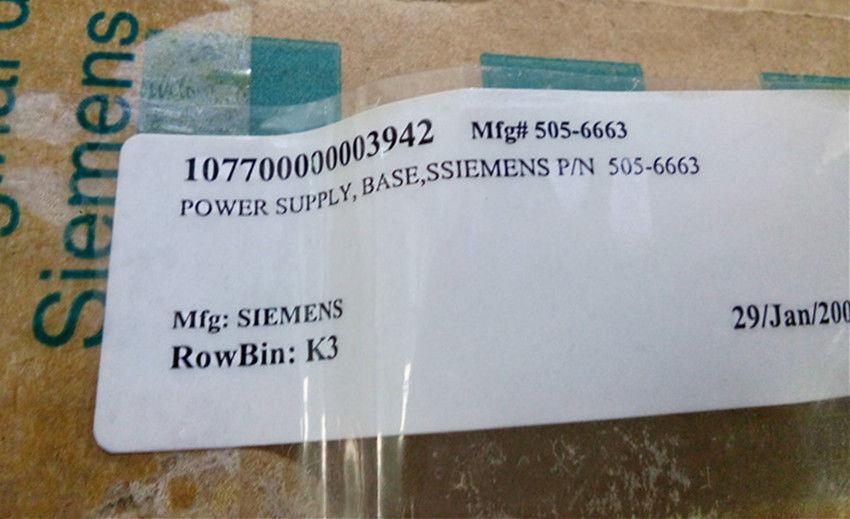 Siemens
107700000003942 Mfg# 505-6663
POWER SUPPLY, BASE,SSIEMENS P/N 505-6663
Mfg: SIEMENS
29/Jan/200
RowBin: K3